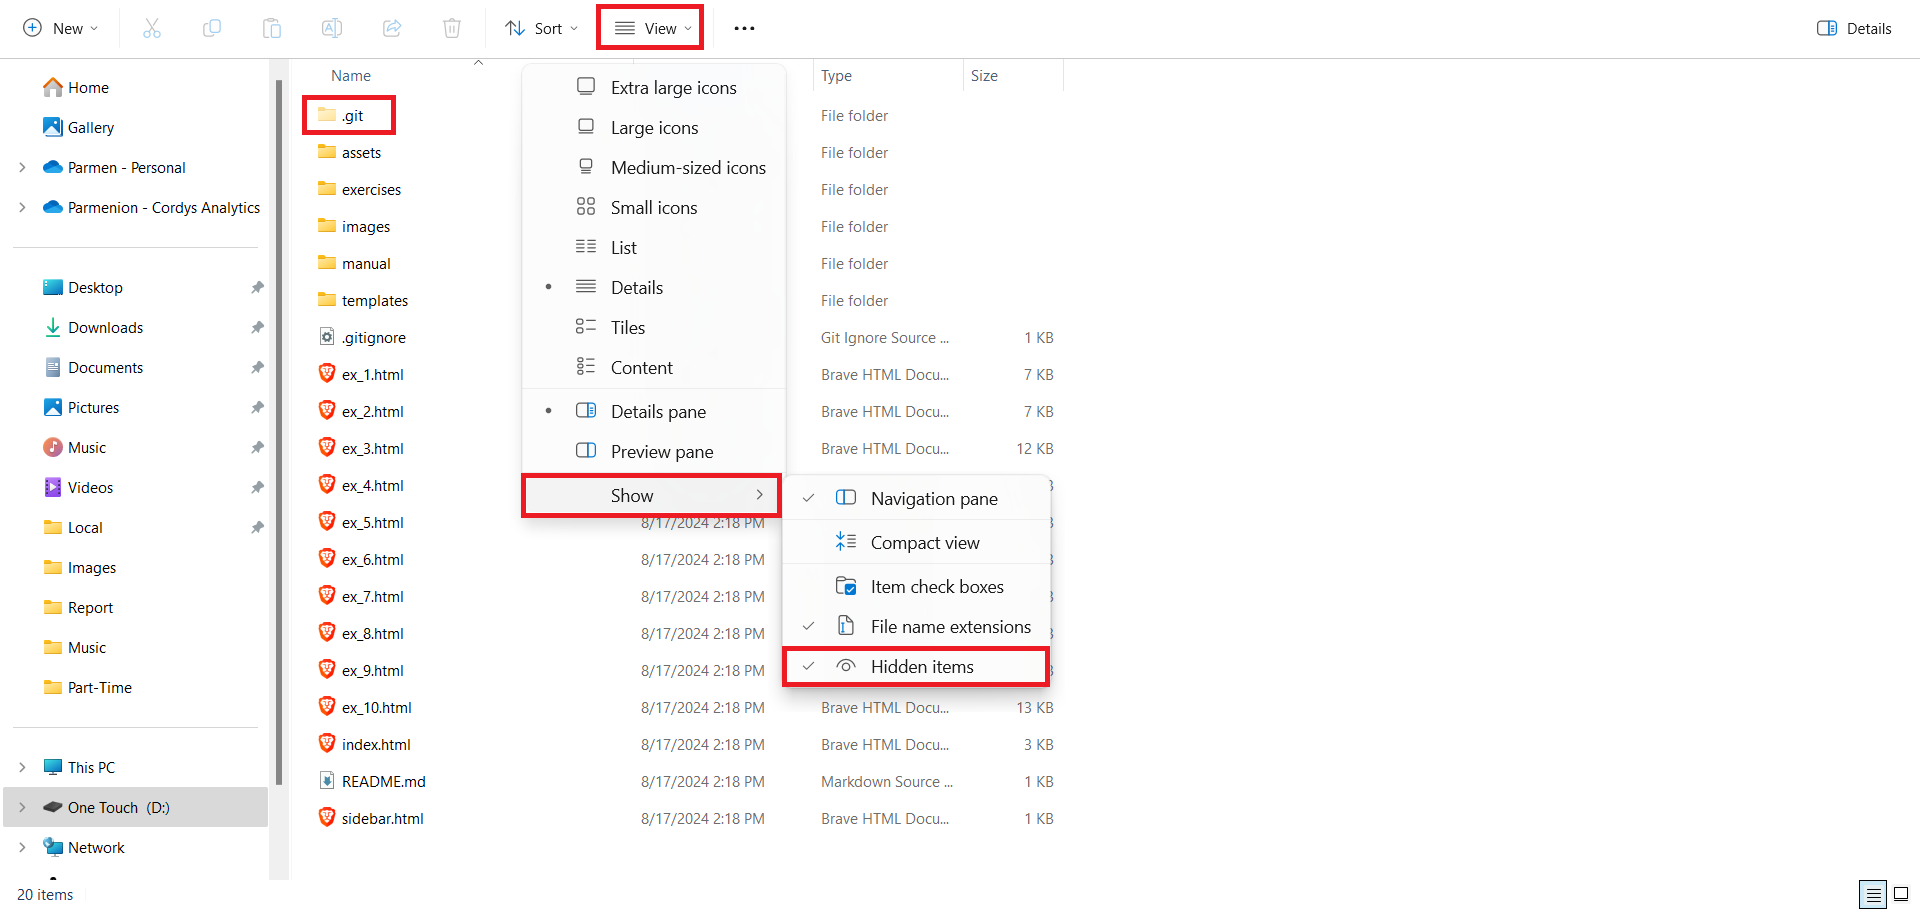 New
Sort
View
Details
Home
Gallery
Parmen - Personal
Parmenion - Cordys Analytics
Desktop
Downloads
Documents
Pictures
Music
Videos
Local
Images
Report
Music
Part-Time
This PC
One Touch (D:)
Network
20 items
Name Type Size
.git File folder
assets File folder
exercises File folder
images File folder
manual File folder
templates File folder
.gitignore Git Ignore Source ... 1 KB
ex_1.html Brave HTML Docu... 7 KB
ex_2.html Brave HTML Docu... 7 KB
ex_3.html Brave HTML Docu... 12 KB
ex_4.html
ex_5.html 8/17/2024 2:18 PM
ex_6.html 8/17/2024 2:18 PM
ex_7.html 8/17/2024 2:18 PM
ex_8.html 8/17/2024 2:18 PM
ex_9.html 8/17/2024 2:18 PM
ex_10.html 8/17/2024 2:18 PM Brave HTML Docu... 13 KB
index.html 8/17/2024 2:18 PM Brave HTML Docu... 3 KB
README.md 8/17/2024 2:18 PM Markdown Source ... 1 KB
sidebar.html 8/17/2024 2:18 PM Brave HTML Docu... 1 KB
Extra large icons
Large icons
Medium-sized icons
Small icons
List
Details
Tiles
Content
Details pane
Preview pane
Show
Navigation pane
Compact view
Item check boxes
File name extensions
Hidden items